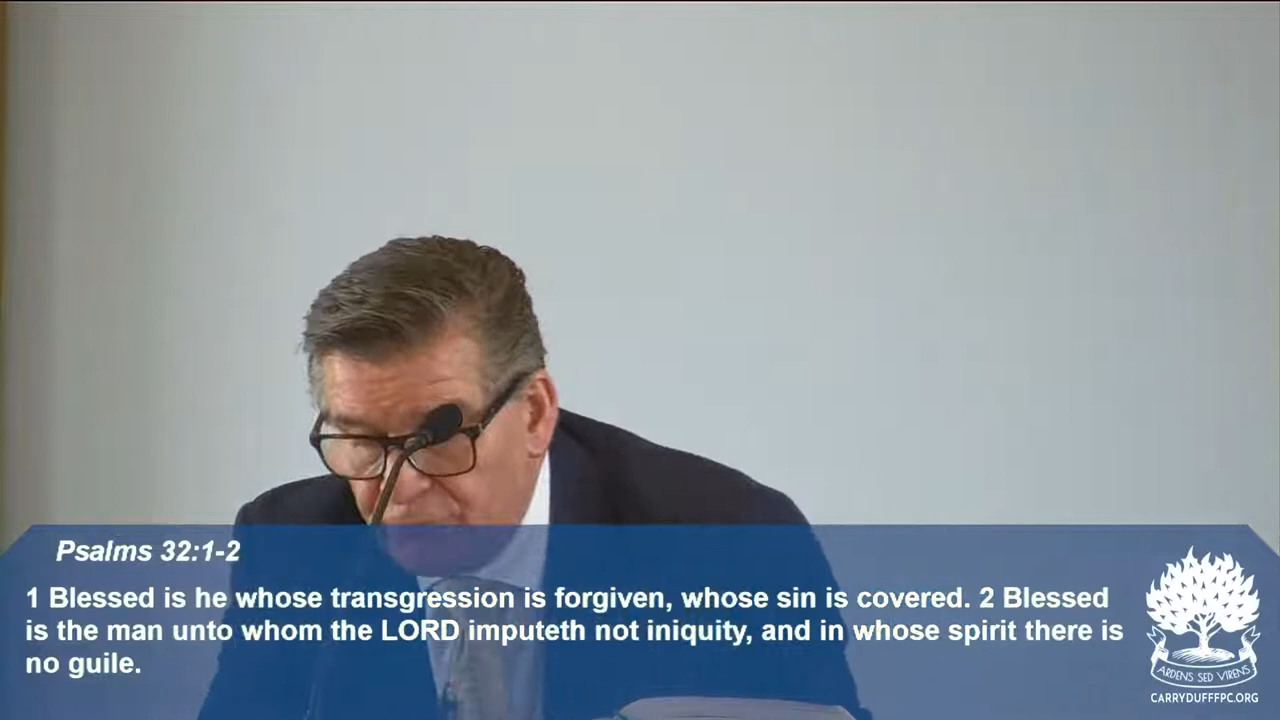 Psalms 32:1-2
1 Blessed is he whose transgression is forgiven, whose sin is covered. 2 Blessed
is the man unto whom the LORD imputeth not iniquity, and in whose spirit there is
no guile.
ARDENS SED VIRENS
CARRYDUFFFPC.ORG